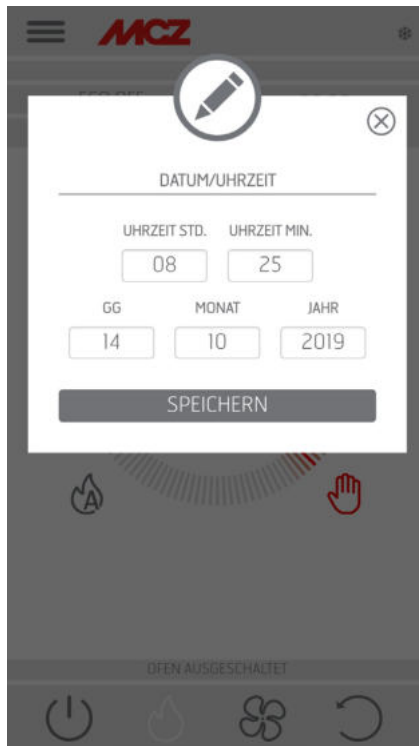 MCZ
DATUM/UHRZEIT
UHRZEIT STD. UHRZEIT MIN.
08 25
GG MONAT JAHR
14 10 2019
SPEICHERN
A
OFEN AUSGESCHALTET